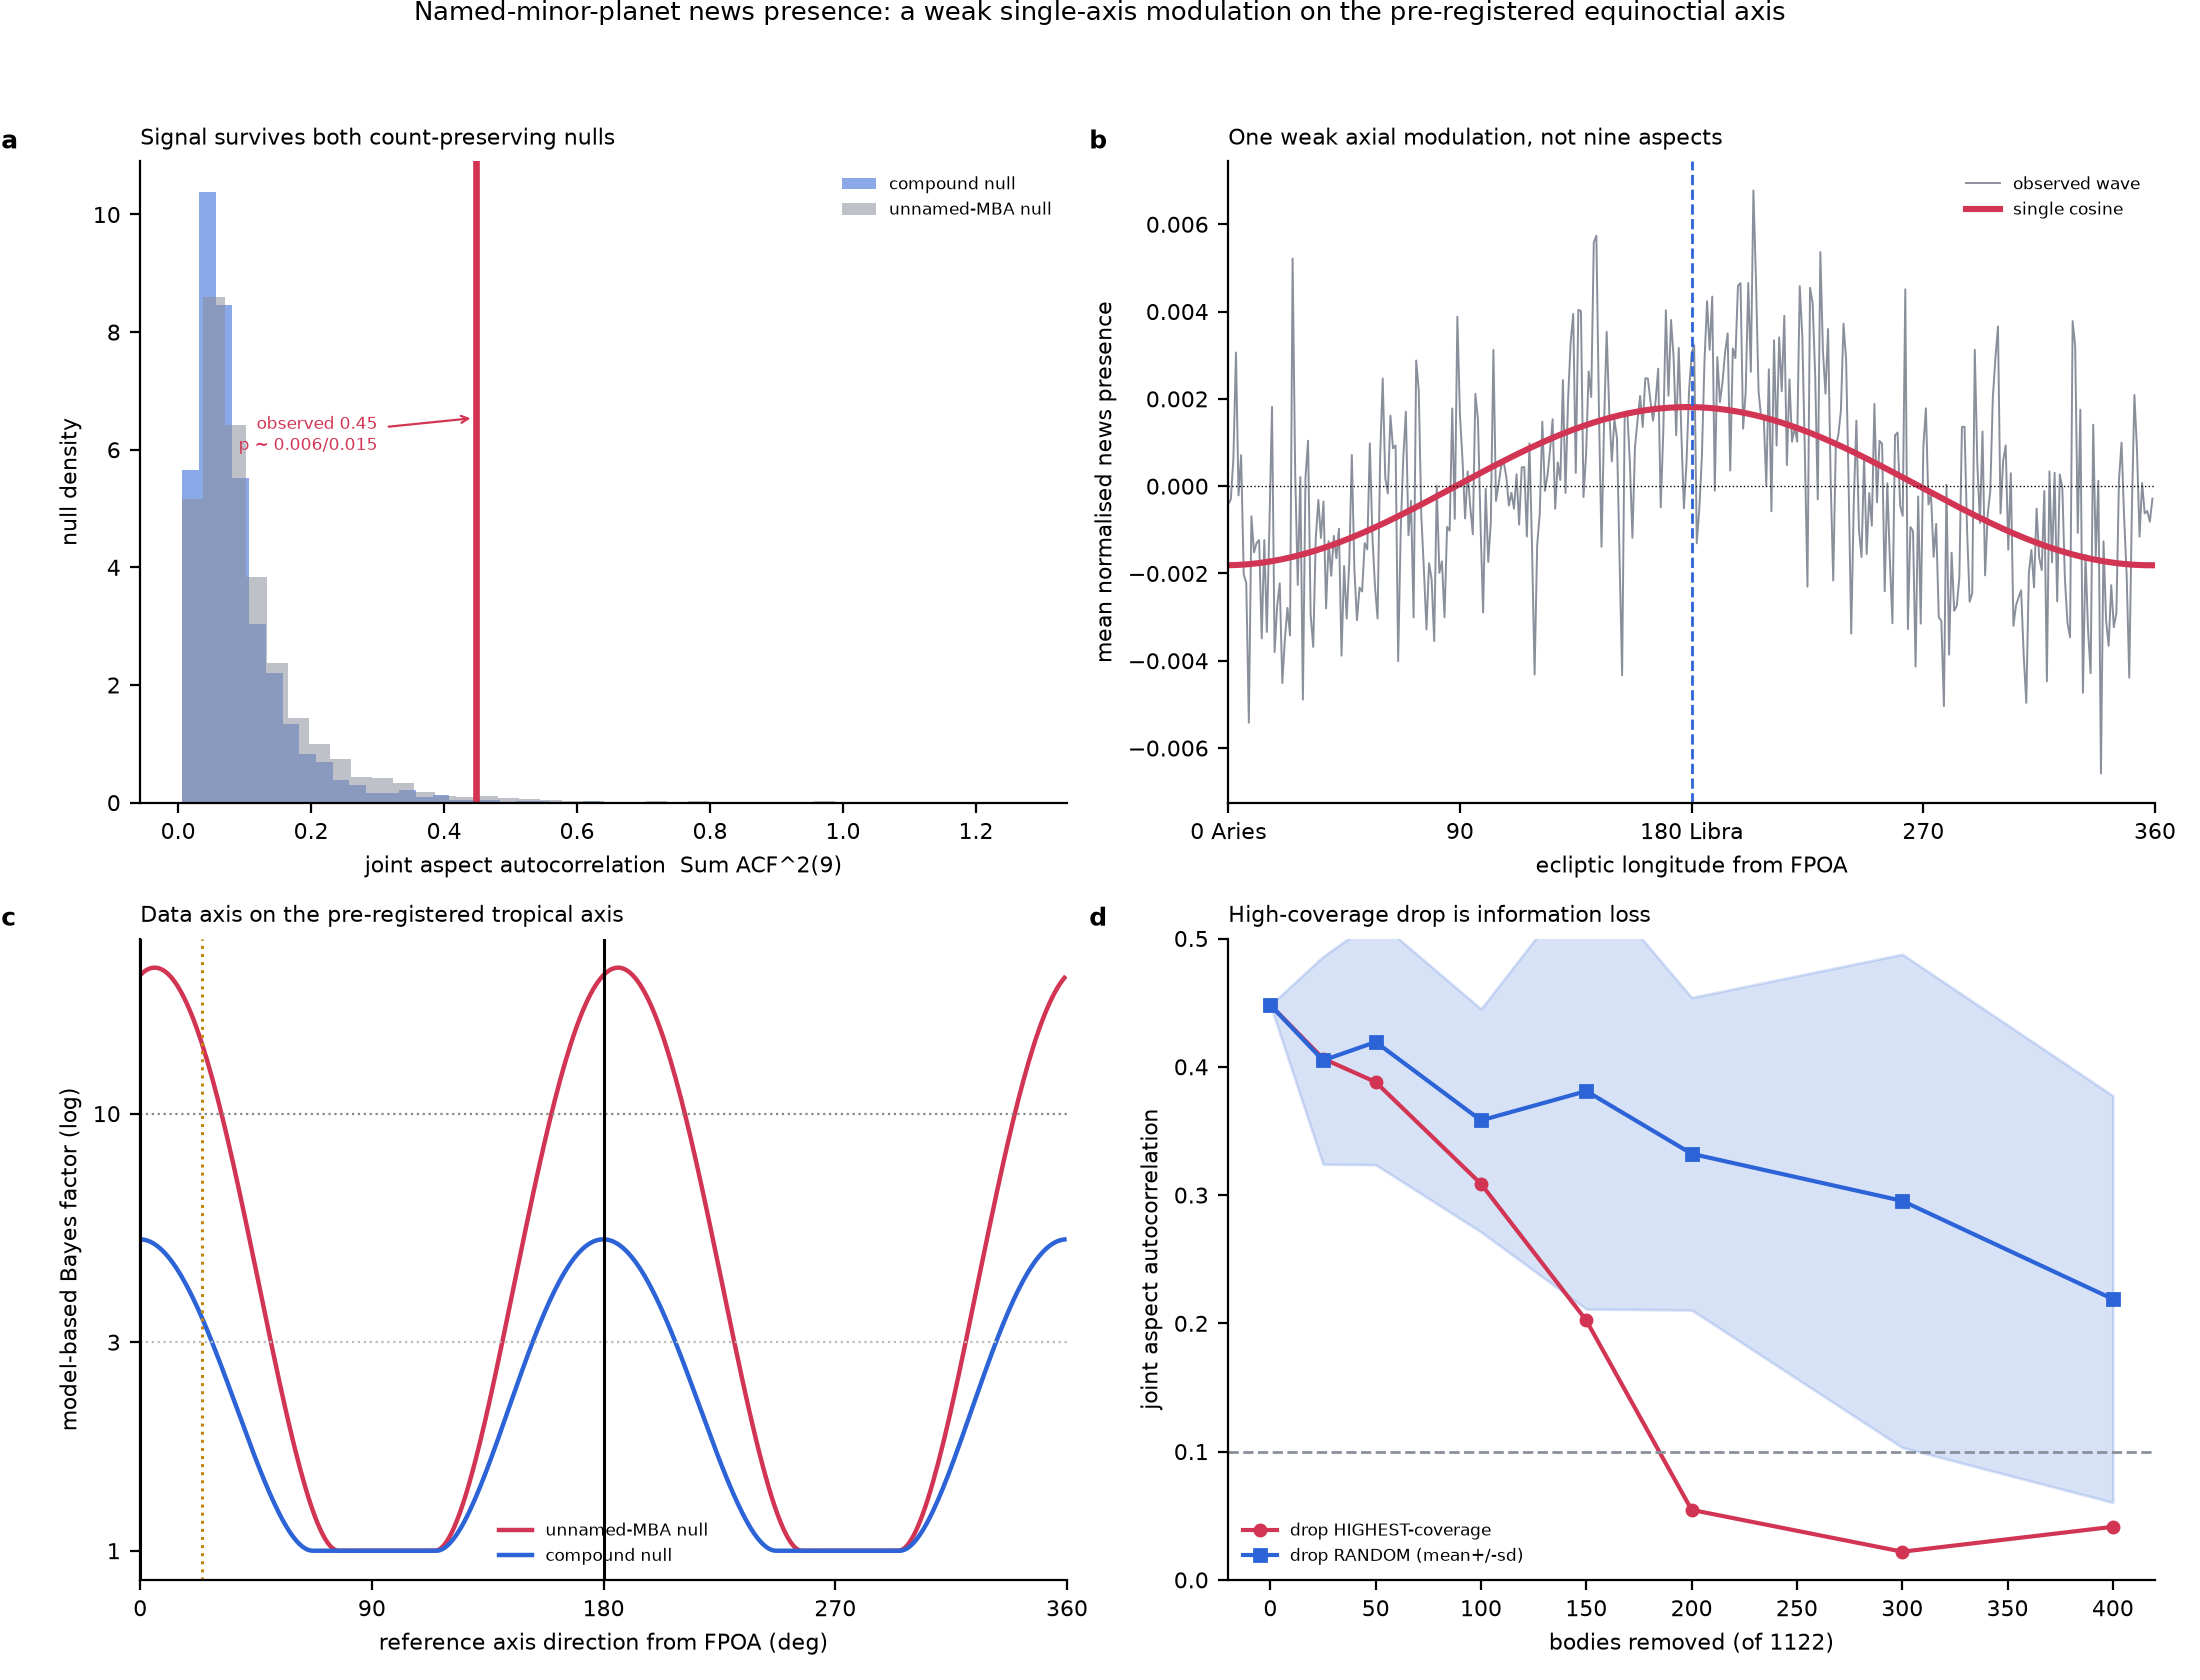 Named-minor-planet news presence: a weak single-axis modulation on the pre-registered equinoctial axis
a
Signal survives both count-preserving nulls
compound null
unnamed-MBA null
observed 0.45
p ~ 0.006/0.015
null density
10
8
6
4
2
0
0.0 0.2 0.4 0.6 0.8 1.0 1.2
joint aspect autocorrelation  Sum ACF^2(9)
b
One weak axial modulation, not nine aspects
observed wave
single cosine
mean normalised news presence
0.006
0.004
0.002
0.000
−0.002
−0.004
−0.006
0 Aries 90 180 Libra 270 360
ecliptic longitude from FPOA
c
Data axis on the pre-registered tropical axis
model-based Bayes factor (log)
10
3
1
unnamed-MBA null
compound null
0 90 180 270 360
reference axis direction from FPOA (deg)
d
High-coverage drop is information loss
joint aspect autocorrelation
0.5
0.4
0.3
0.2
0.1
0.0
drop HIGHEST-coverage
drop RANDOM (mean+/-sd)
0 50 100 150 200 250 300 350 400
bodies removed (of 1122)